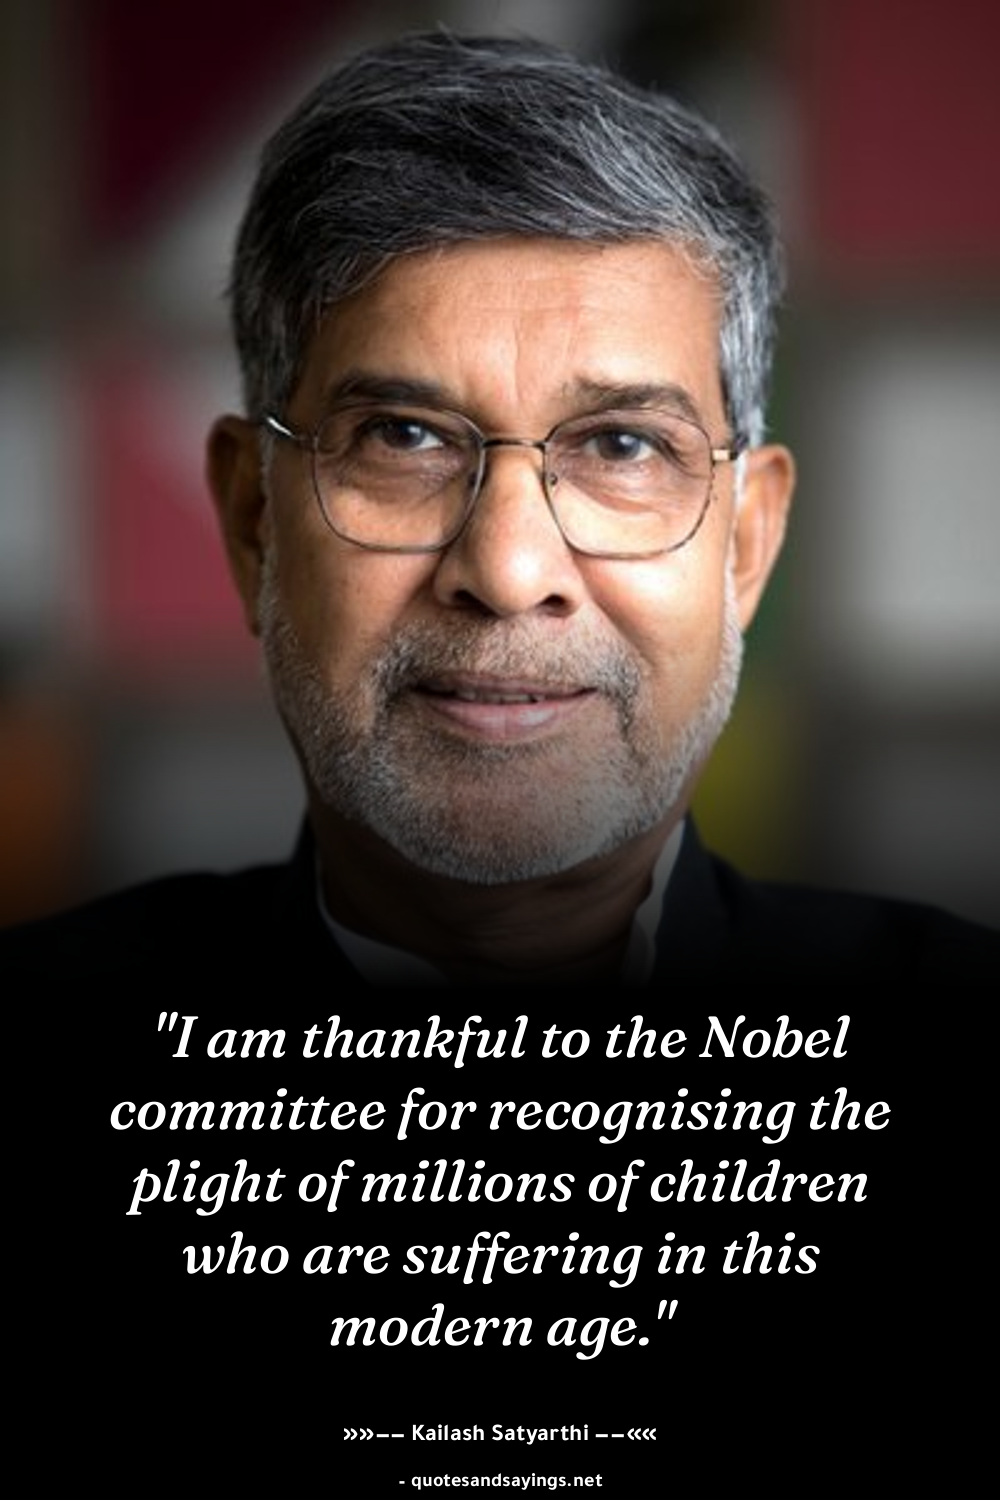 "I am thankful to the Nobel
committee for recognising the
plight of millions of children
who are suffering in this
modern age."
»»–– Kailash Satyarthi ––««
- quotesandsayings.net